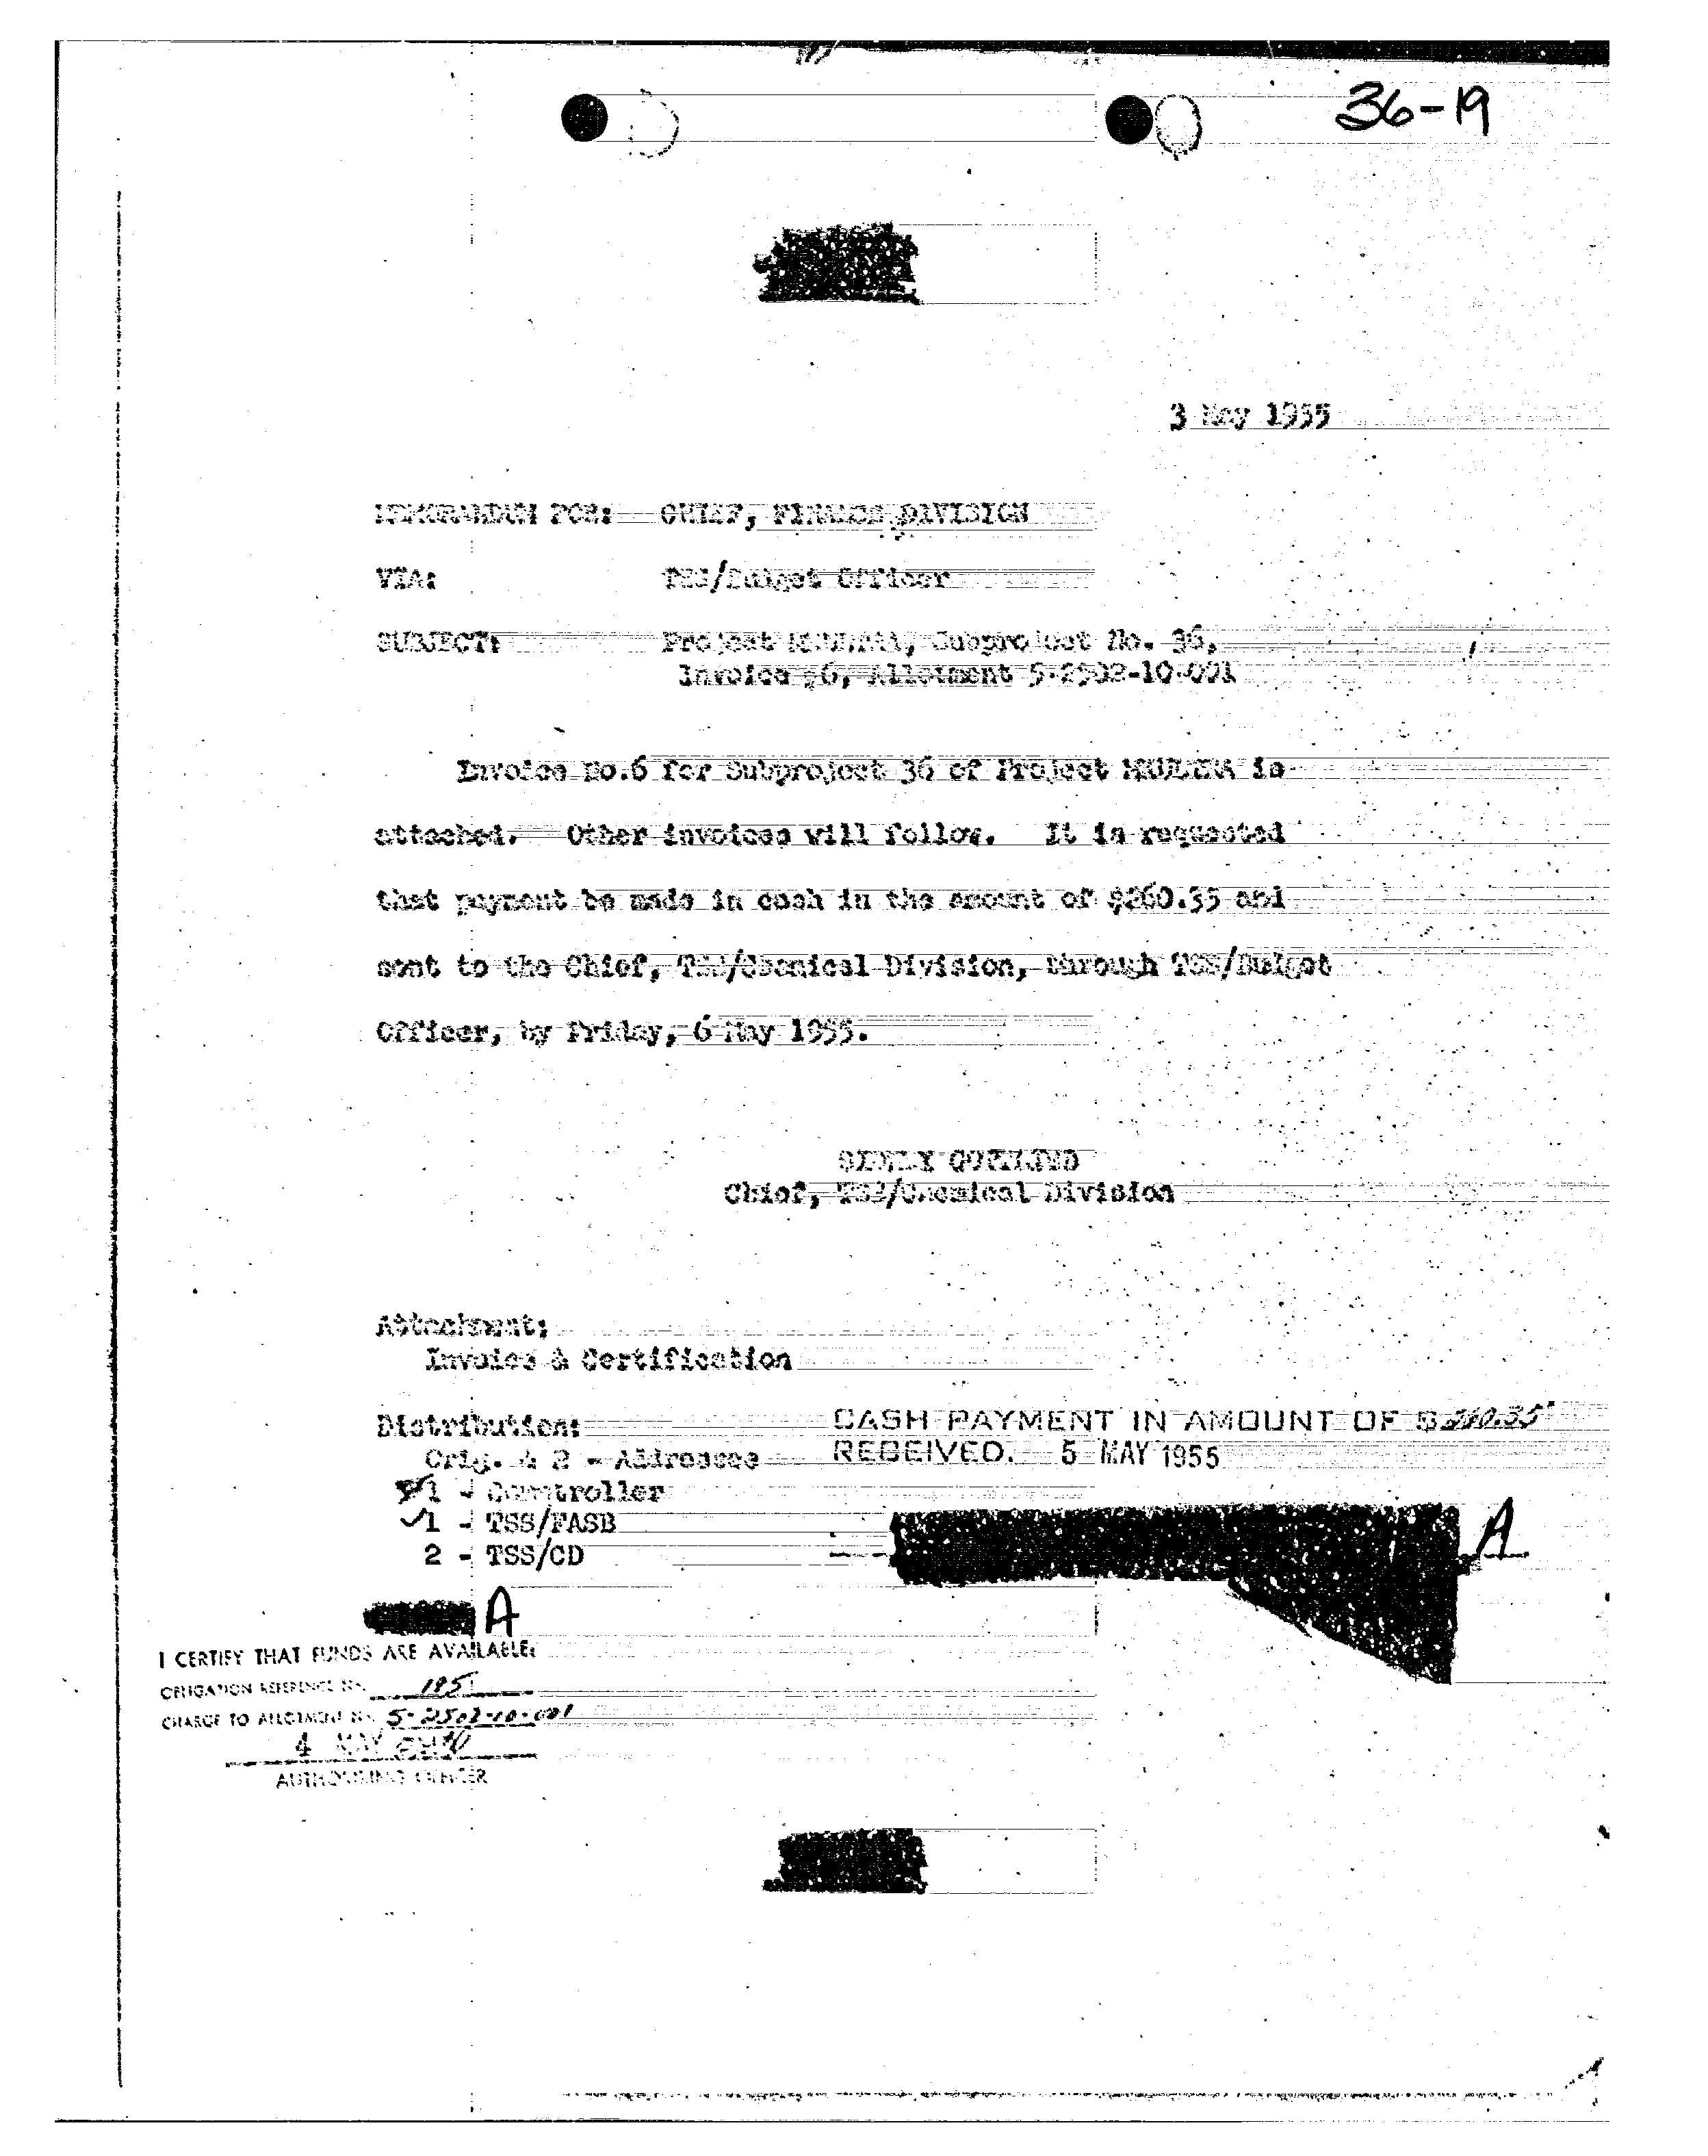 36-19
3 May 1955
MEMORANDUM FOR: CHIEF, FINANCE DIVISION
VIA: TSS/Budget Officer
SUBJECT: Project MKULTRA, Subproject No. 36,
Invoice #6, Allotment 5-2502-10-001
Invoice No.6 for Subproject 36 of Project MKULTRA is
attached. Other invoices will follow. It is requested
that payment be made in cash in the amount of $260.35 and
sent to the Chief, TSS/Chemical Division, through TSS/Budget
Officer, by Friday, 6 May 1955.
SIDNEY GOTTLIEB
Chief, TSS/Chemical Division
Attachment:
Invoice & Certification
Distribution:
Orig. & 2 - Addressee
1 - Comptroller
1 - TSS/FASB
2 - TSS/CD
CASH PAYMENT IN AMOUNT OF $260.35
RECEIVED. 5 MAY 1955
A
A
I CERTIFY THAT FUNDS ARE AVAILABLE:
OBLIGATION REFERENCE NO. 185
CHARGE TO ALLOTMENT NO. 5-2502-10-001
4 MAY
AUTHORIZING OFFICER